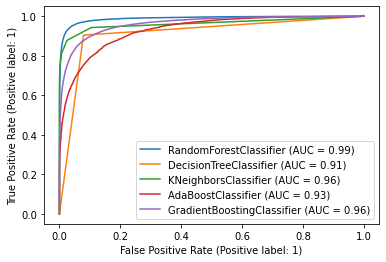 1.0
0.8
0.6
0.4
0.2
0.0
True Positive Rate (Positive label: 1)
RandomForestClassifier (AUC = 0.99)
DecisionTreeClassifier (AUC = 0.91)
KNeighborsClassifier (AUC = 0.96)
AdaBoostClassifier (AUC = 0.93)
GradientBoostingClassifier (AUC = 0.96)
0.0 0.2 0.4 0.6 0.8 1.0
False Positive Rate (Positive label: 1)